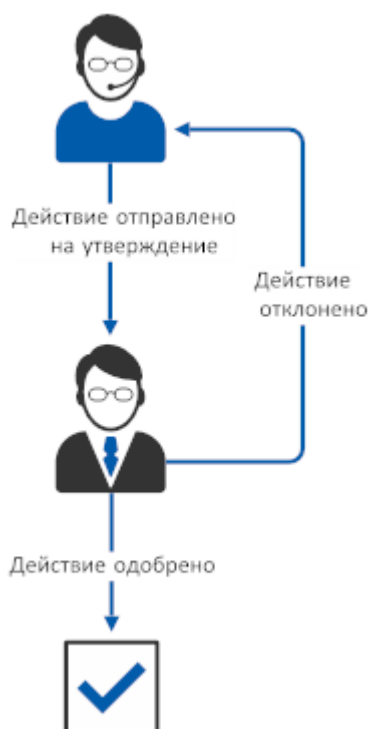 Действие отправлено
на утверждение
Действие
отклонено
Действие одобрено